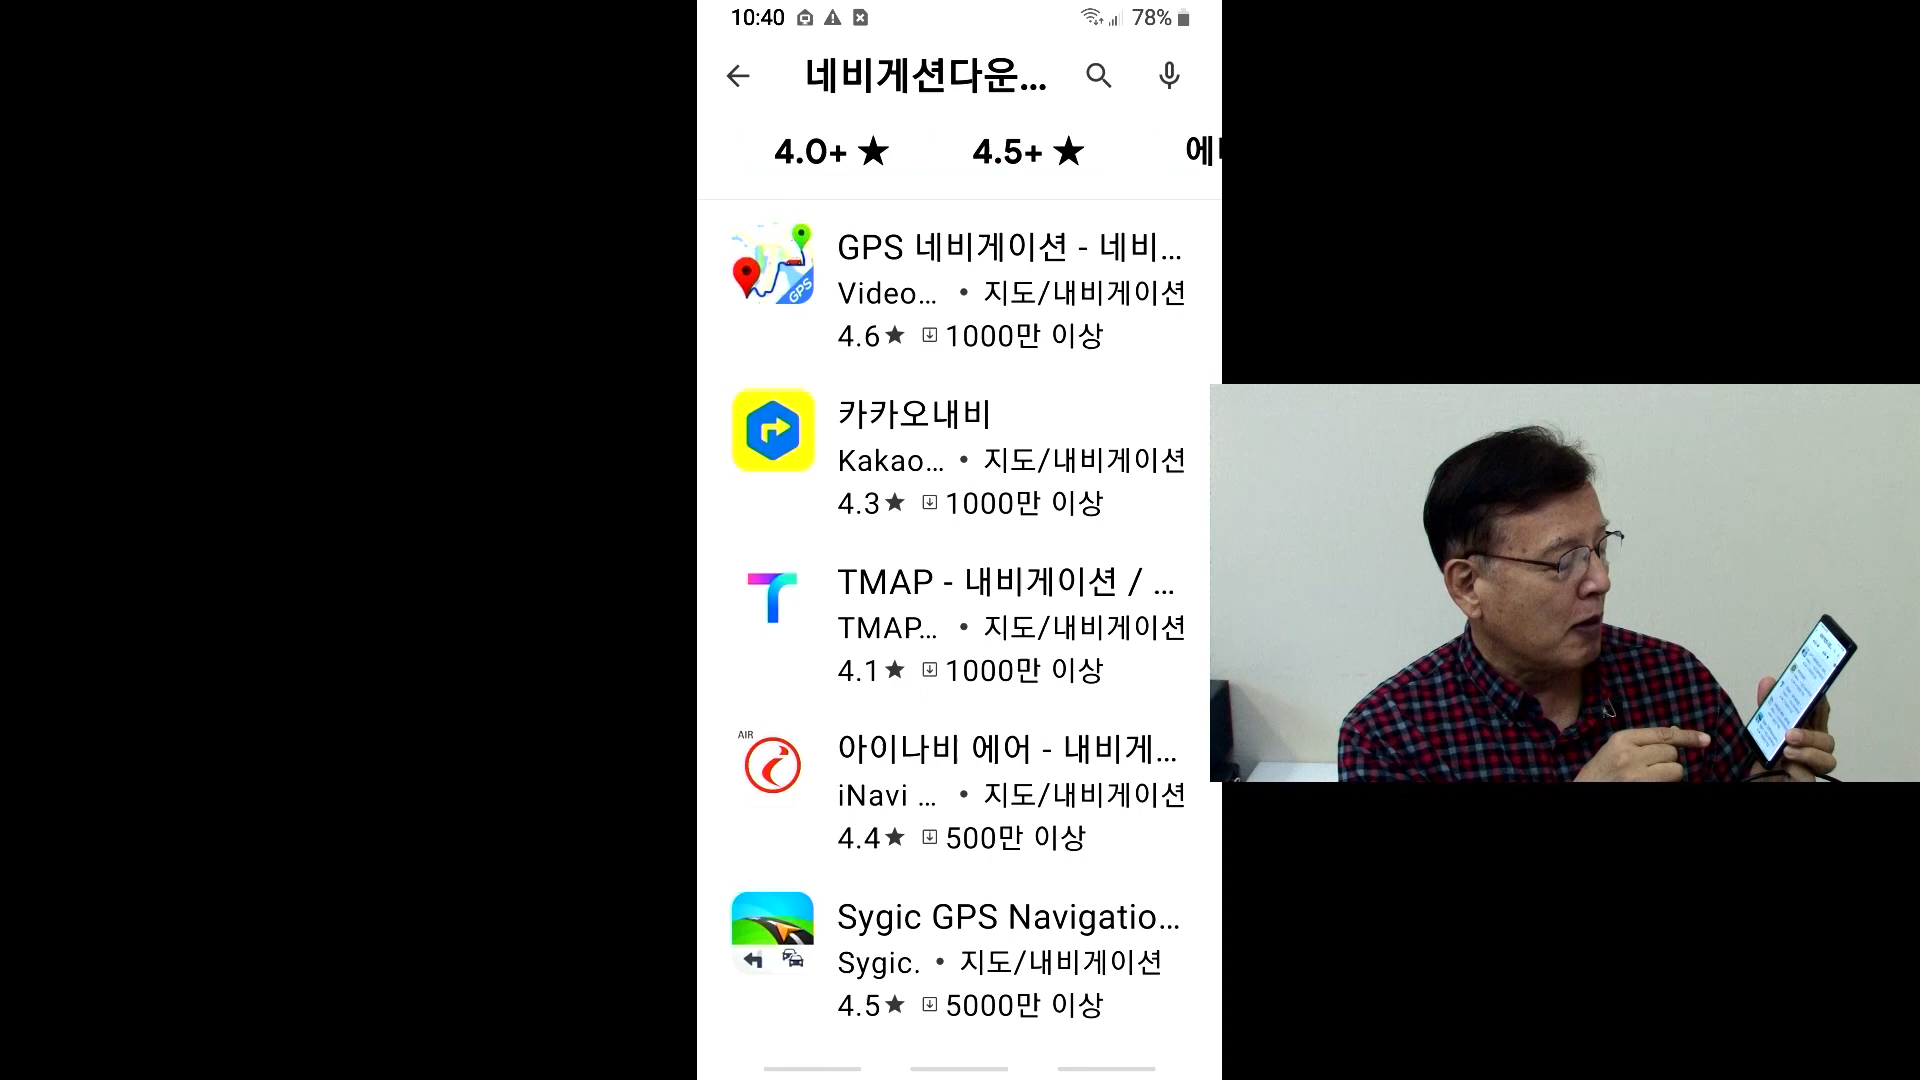 10:40 78%
네비게션다운...
4.0+ ★ 4.5+ ★
GPS 네비게이션 - 네비...
Video... • 지도/내비게이션
4.6★ 1000만 이상
GPS
카카오내비
Kakao... • 지도/내비게이션
4.3★ 1000만 이상
TMAP - 내비게이션 / ...
TMAP... • 지도/내비게이션
4.1★ 1000만 이상
AIR
아이나비 에어 - 내비게...
iNavi ... • 지도/내비게이션
4.4★ 500만 이상
Sygic GPS Navigatio...
Sygic. • 지도/내비게이션
4.5★ 5000만 이상